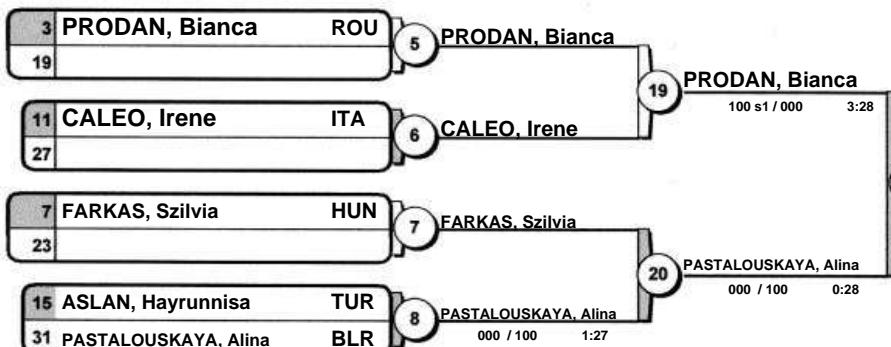 3 PRODAN, Bianca ROU
19
5
PRODAN, Bianca
19
PRODAN, Bianca
100 s1 / 000 3:28
11 CALEO, Irene ITA
27
6
CALEO, Irene
7 FARKAS, Szilvia HUN
23
7
FARKAS, Szilvia
20
PASTALOUSKAYA, Alina
000 / 100 0:28
15 ASLAN, Hayrunnisa TUR
31 PASTALOUSKAYA, Alina BLR
8
PASTALOUSKAYA, Alina
000 / 100 1:27